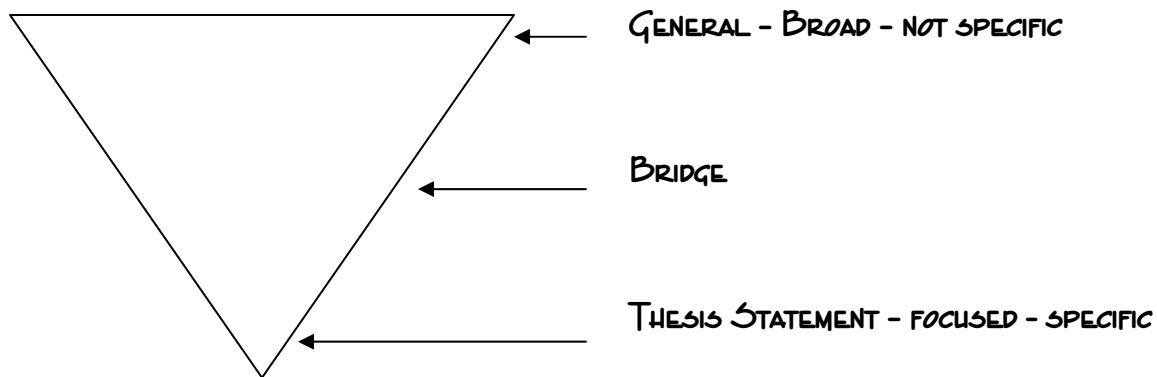 General - Broad - not specific
Bridge
Thesis Statement - focused - specific